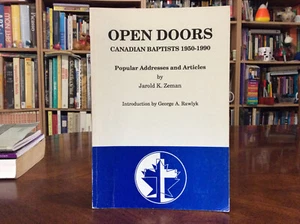 OPEN DOORS
CANADIAN BAPTISTS 1950-1990
Popular Addresses and Articles
by
Jarold K. Zeman
Introduction by George A. Rawlyk